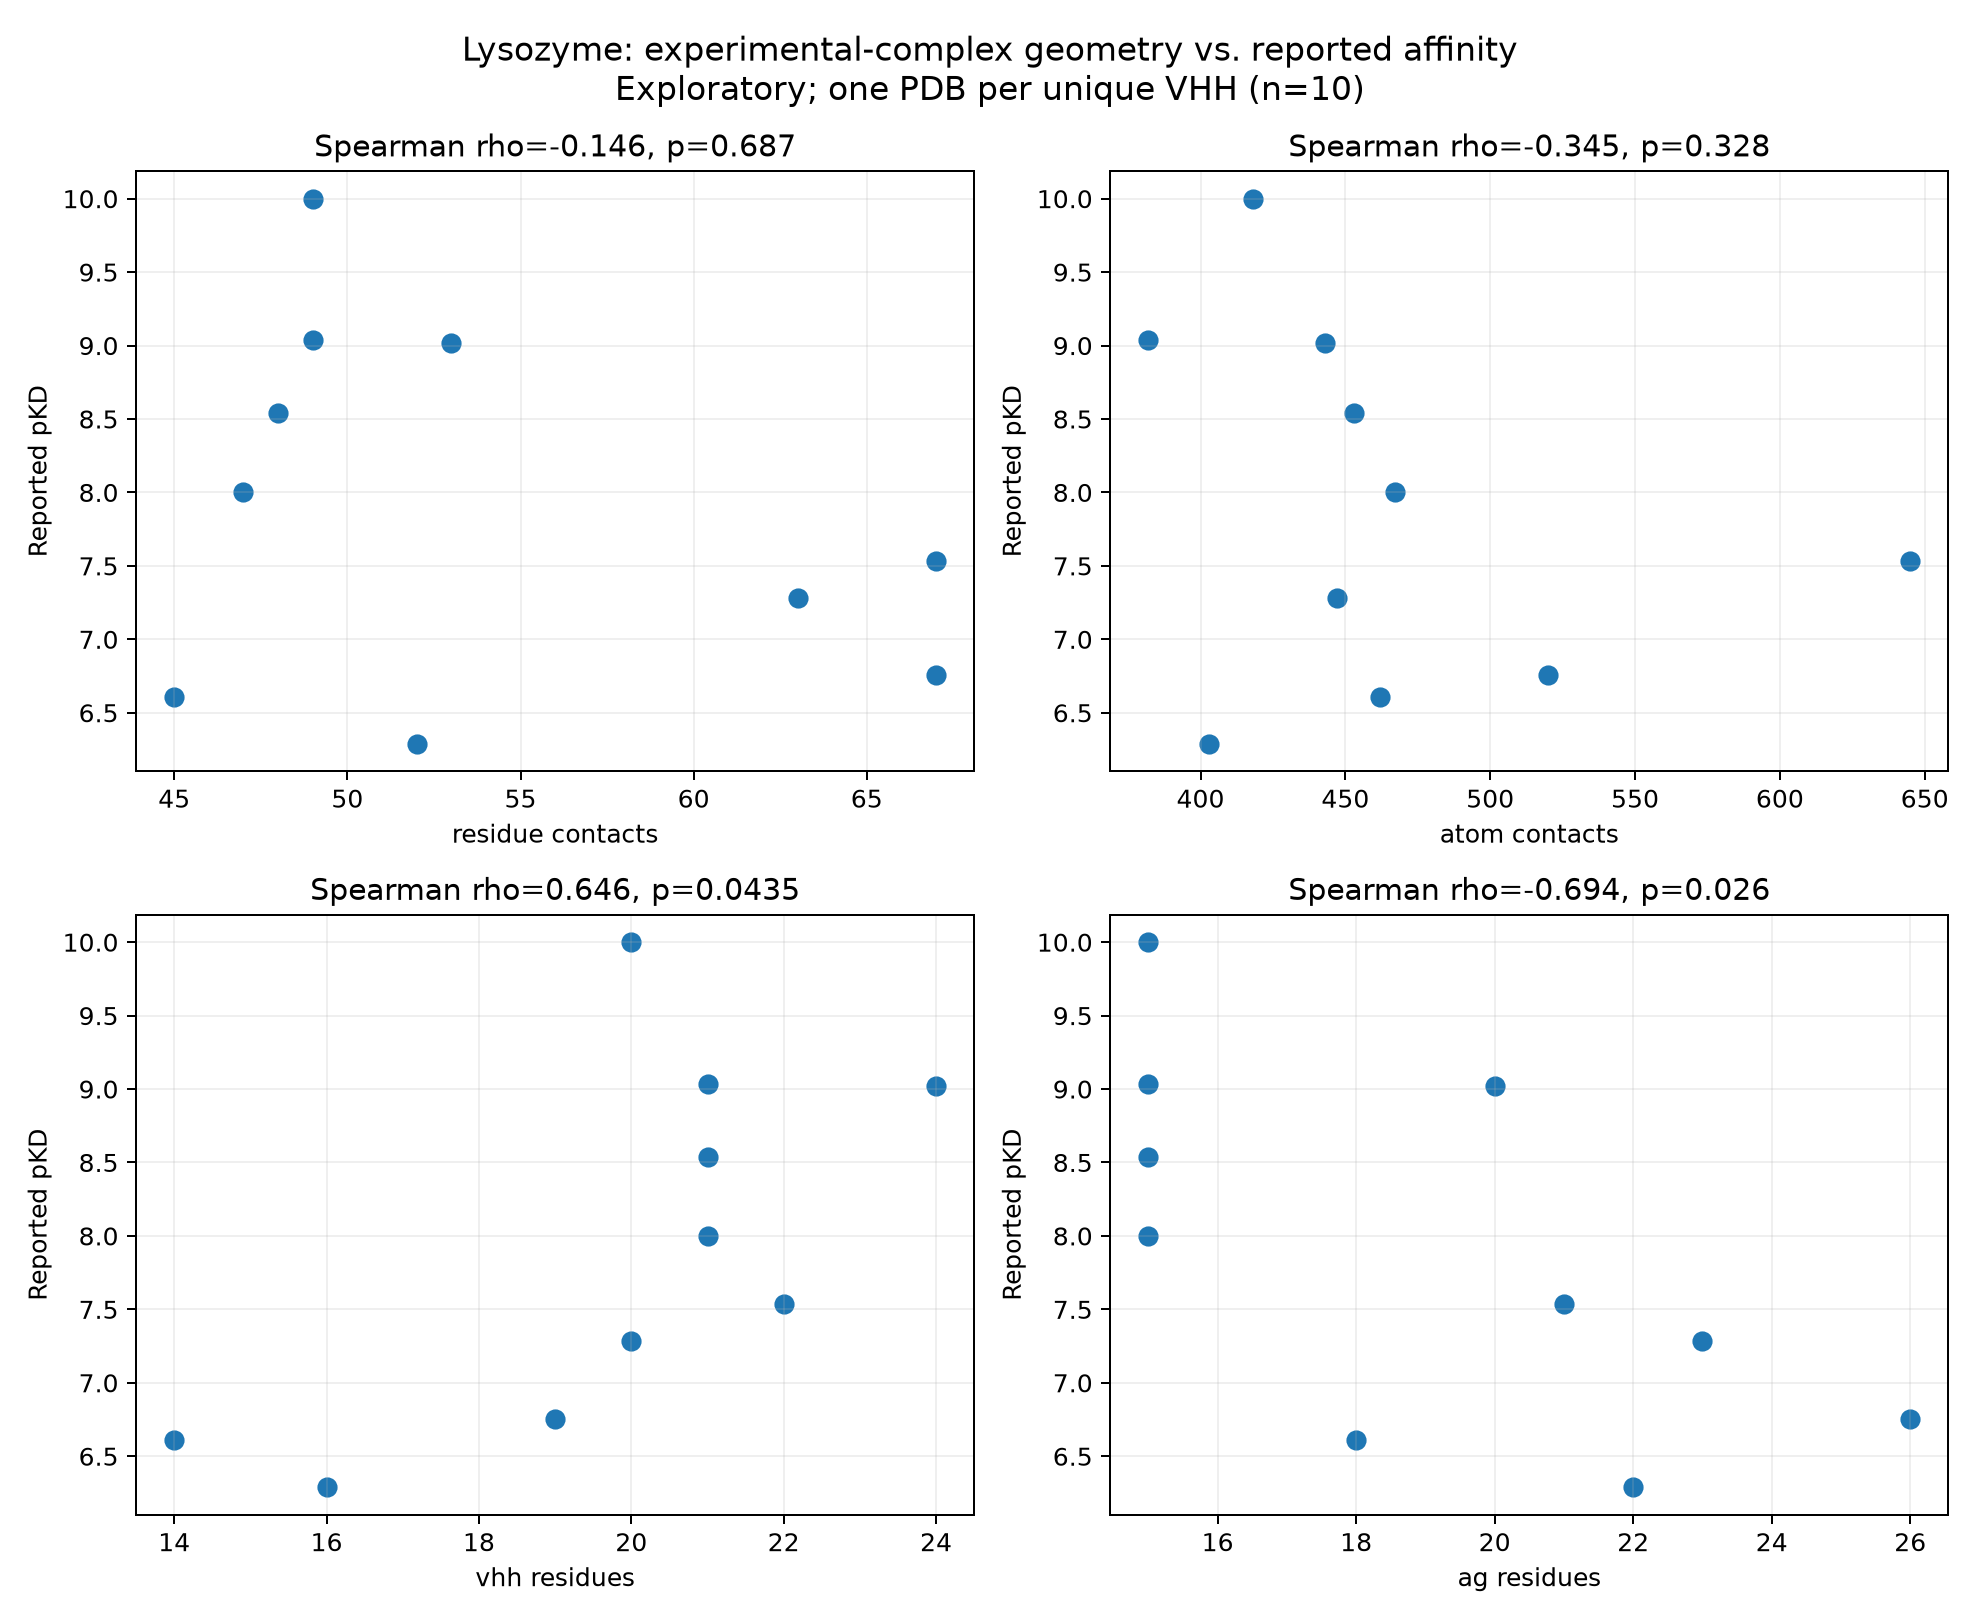 Lysozyme: experimental-complex geometry vs. reported affinity
Exploratory; one PDB per unique VHH (n=10)
Spearman rho=-0.146, p=0.687
10.0
9.5
9.0
8.5
8.0
7.5
7.0
6.5
Reported pKD
45 50 55 60 65
residue contacts
Spearman rho=-0.345, p=0.328
10.0
9.5
9.0
8.5
8.0
7.5
7.0
6.5
Reported pKD
400 450 500 550 600 650
atom contacts
Spearman rho=0.646, p=0.0435
10.0
9.5
9.0
8.5
8.0
7.5
7.0
6.5
Reported pKD
14 16 18 20 22 24
vhh residues
Spearman rho=-0.694, p=0.026
10.0
9.5
9.0
8.5
8.0
7.5
7.0
6.5
Reported pKD
16 18 20 22 24 26
ag residues